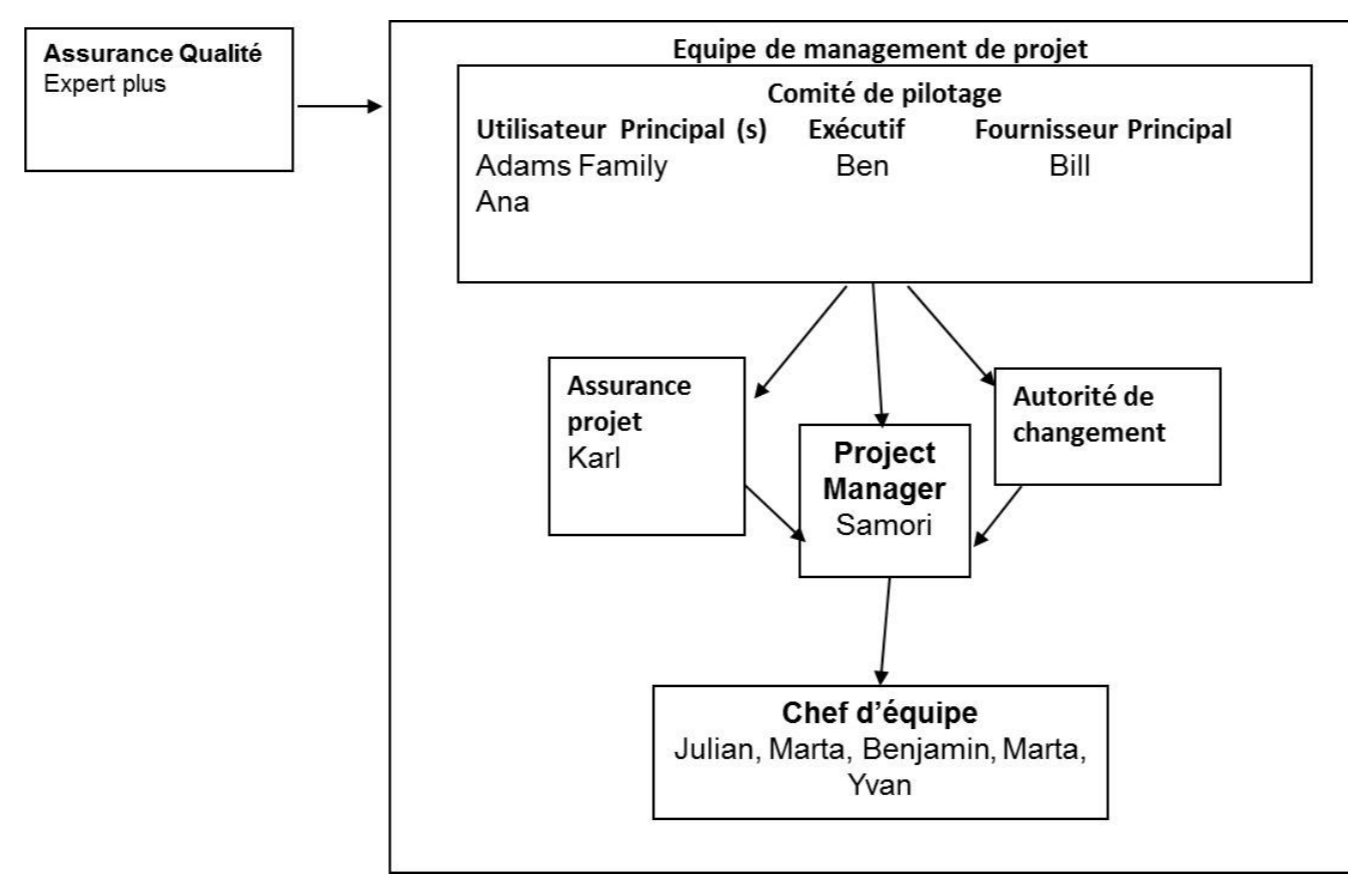 Assurance Qualité
Expert plus
Equipe de management de projet
Comité de pilotage
Utilisateur Principal (s) Exécutif Fournisseur Principal
Adams Family Ben Bill
Ana
Assurance
projet
Karl
Project
Manager
Samori
Autorité de
changement
Chef d’équipe
Julian, Marta, Benjamin, Marta,
Yvan